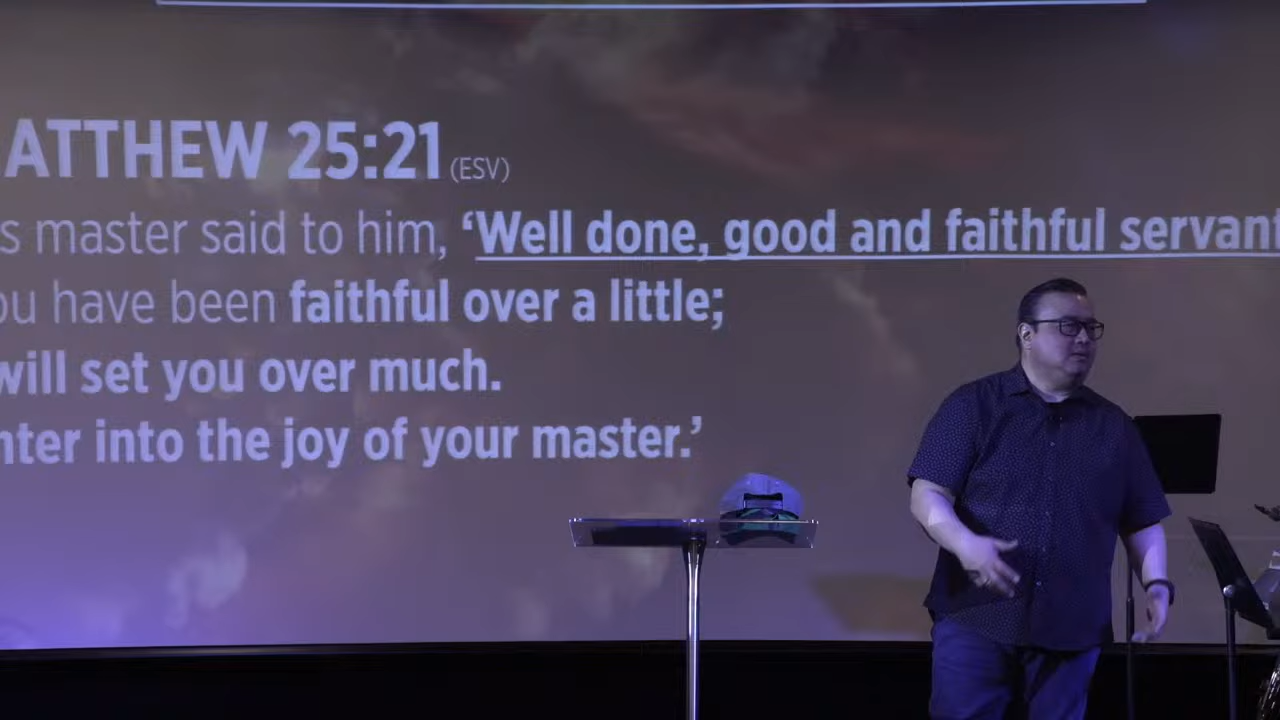 ATTHEW 25:21 (ESV)
s master said to him, ‘Well done, good and faithful servant
ou have been faithful over a little;
will set you over much.
nter into the joy of your master.’